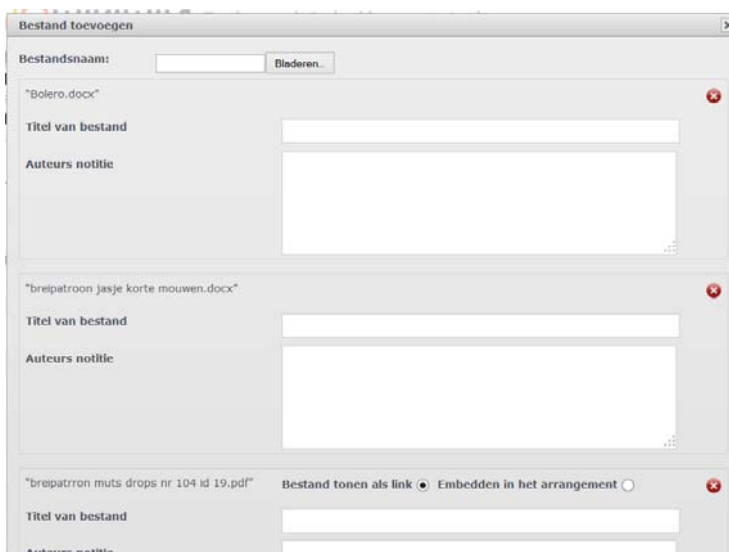 Bestand toevoegen
Bestandsnaam:
Bladeren...
"Bolero.docx"
Titel van bestand
Auteurs notitie
"breipatroon jasje korte mouwen.docx"
Titel van bestand
Auteurs notitie
"breipatrron muts drops nr 104 id 19.pdf" Bestand tonen als link Embedden in het arrangement
Titel van bestand
Auteurs notitie